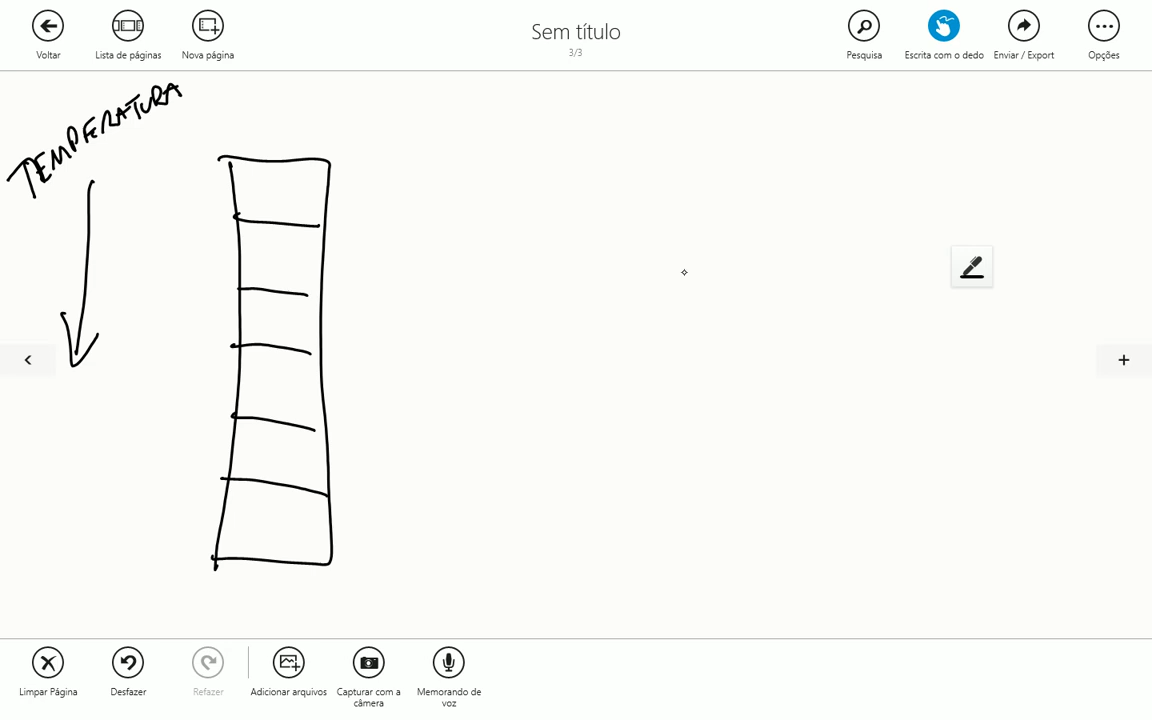 Voltar
Lista de páginas
Nova página
Sem título
3/3
Pesquisa
Escrita com o dedo
Enviar / Export
Opções
TEMPERATURA
Limpar Página
Desfazer
Refazer
Adicionar arquivos
Capturar com a
câmera
Memorando de
voz